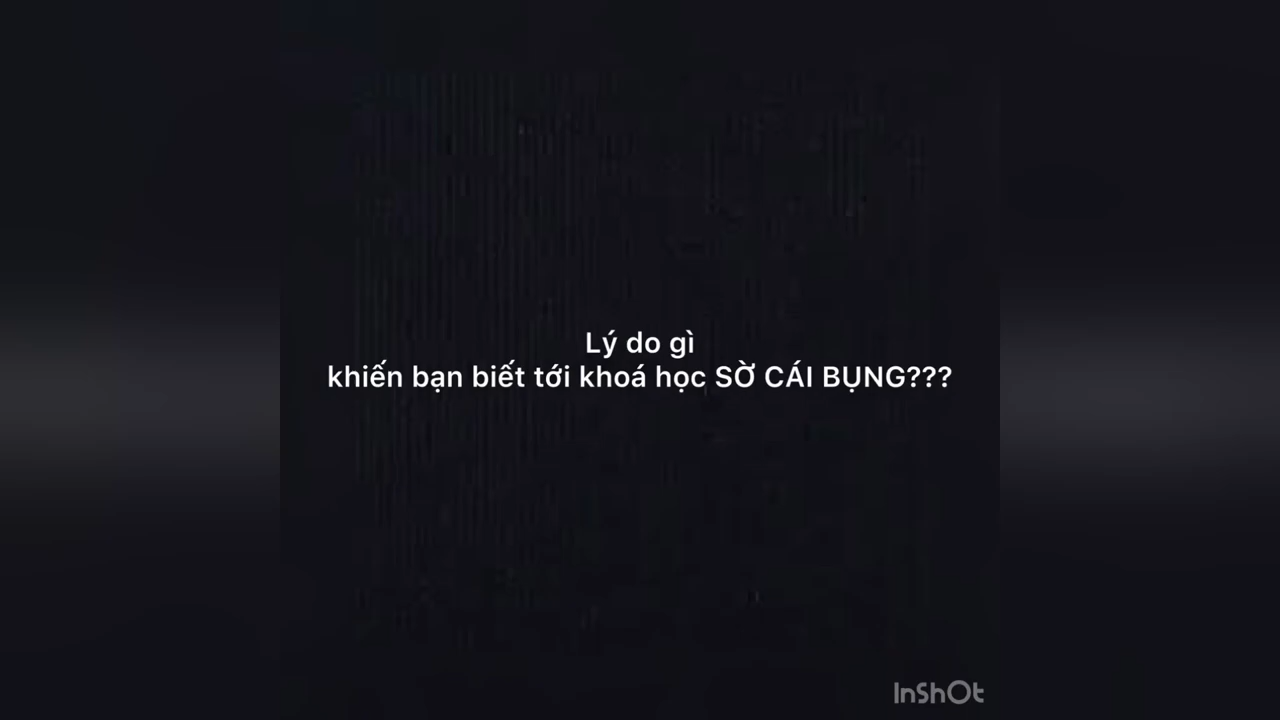 Lý do gì
khiến bạn biết tới khoá học SỜ CÁI BỤNG???
InShOt